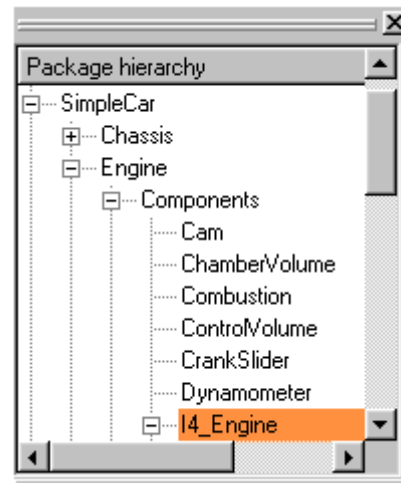 Package hierarchy
SimpleCar
Chassis
Engine
Components
Cam
ChamberVolume
Combustion
ControlVolume
CrankSlider
Dynamometer
I4_Engine